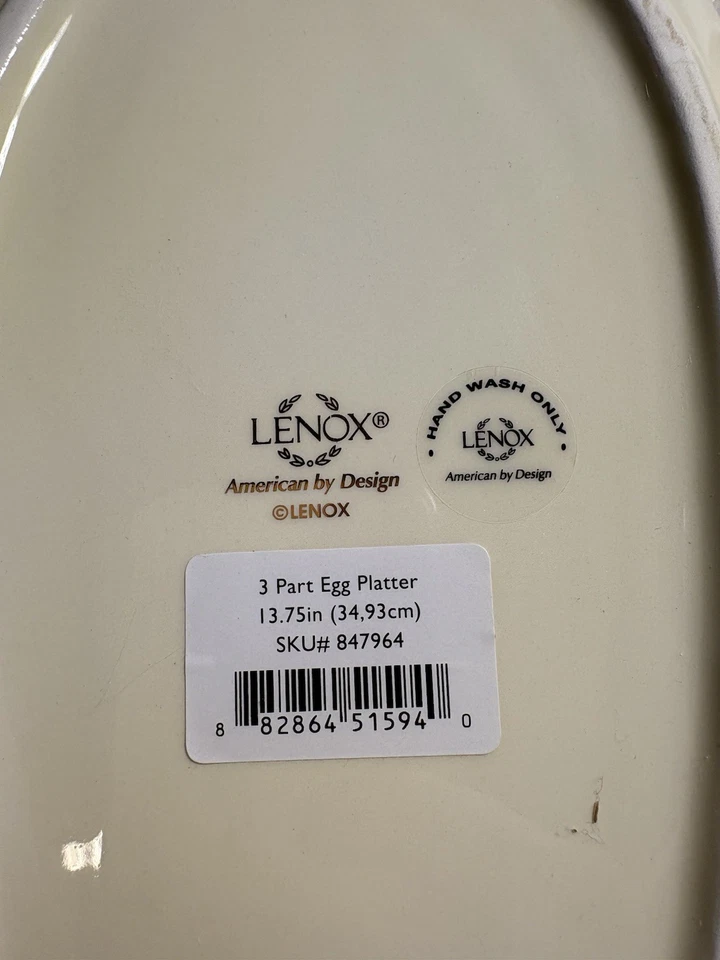 LENOX®
American by Design
©LENOX
• HAND WASH ONLY •
LENOX
American by Design
3 Part Egg Platter
13.75in (34,93cm)
SKU# 847964
8 82864 51594 0